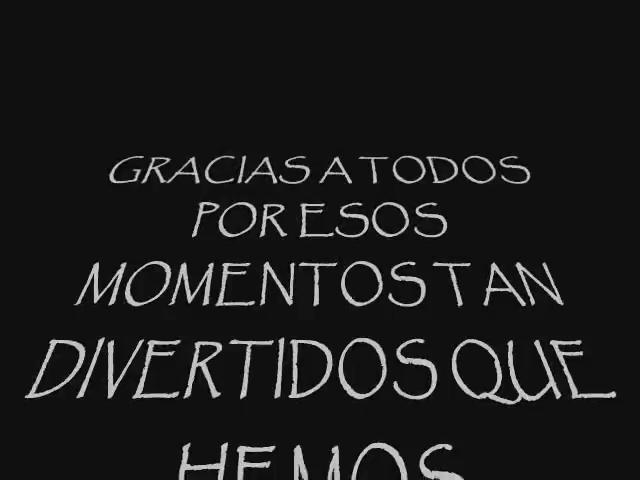 GRACIAS A TODOS
POR ESOS
MOMENTOS TAN
DIVERTIDOS QUE
HEMOS